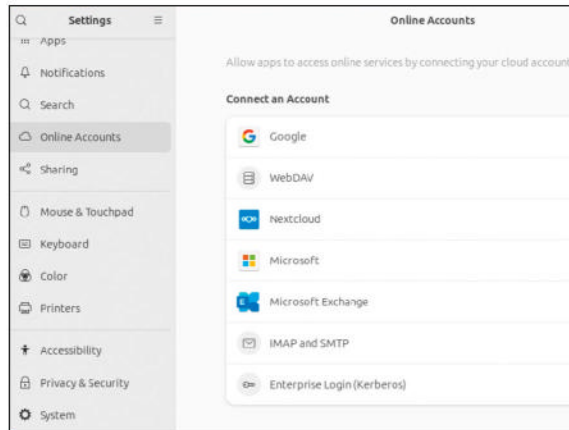 Settings
Apps
Notifications
Search
Online Accounts
Sharing
Mouse & Touchpad
Keyboard
Color
Printers
Accessibility
Privacy & Security
System
Online Accounts
Allow apps to access online services by connecting your cloud account
Connect an Account
Google
WebDAV
Nextcloud
Microsoft
Microsoft Exchange
IMAP and SMTP
Enterprise Login (Kerberos)